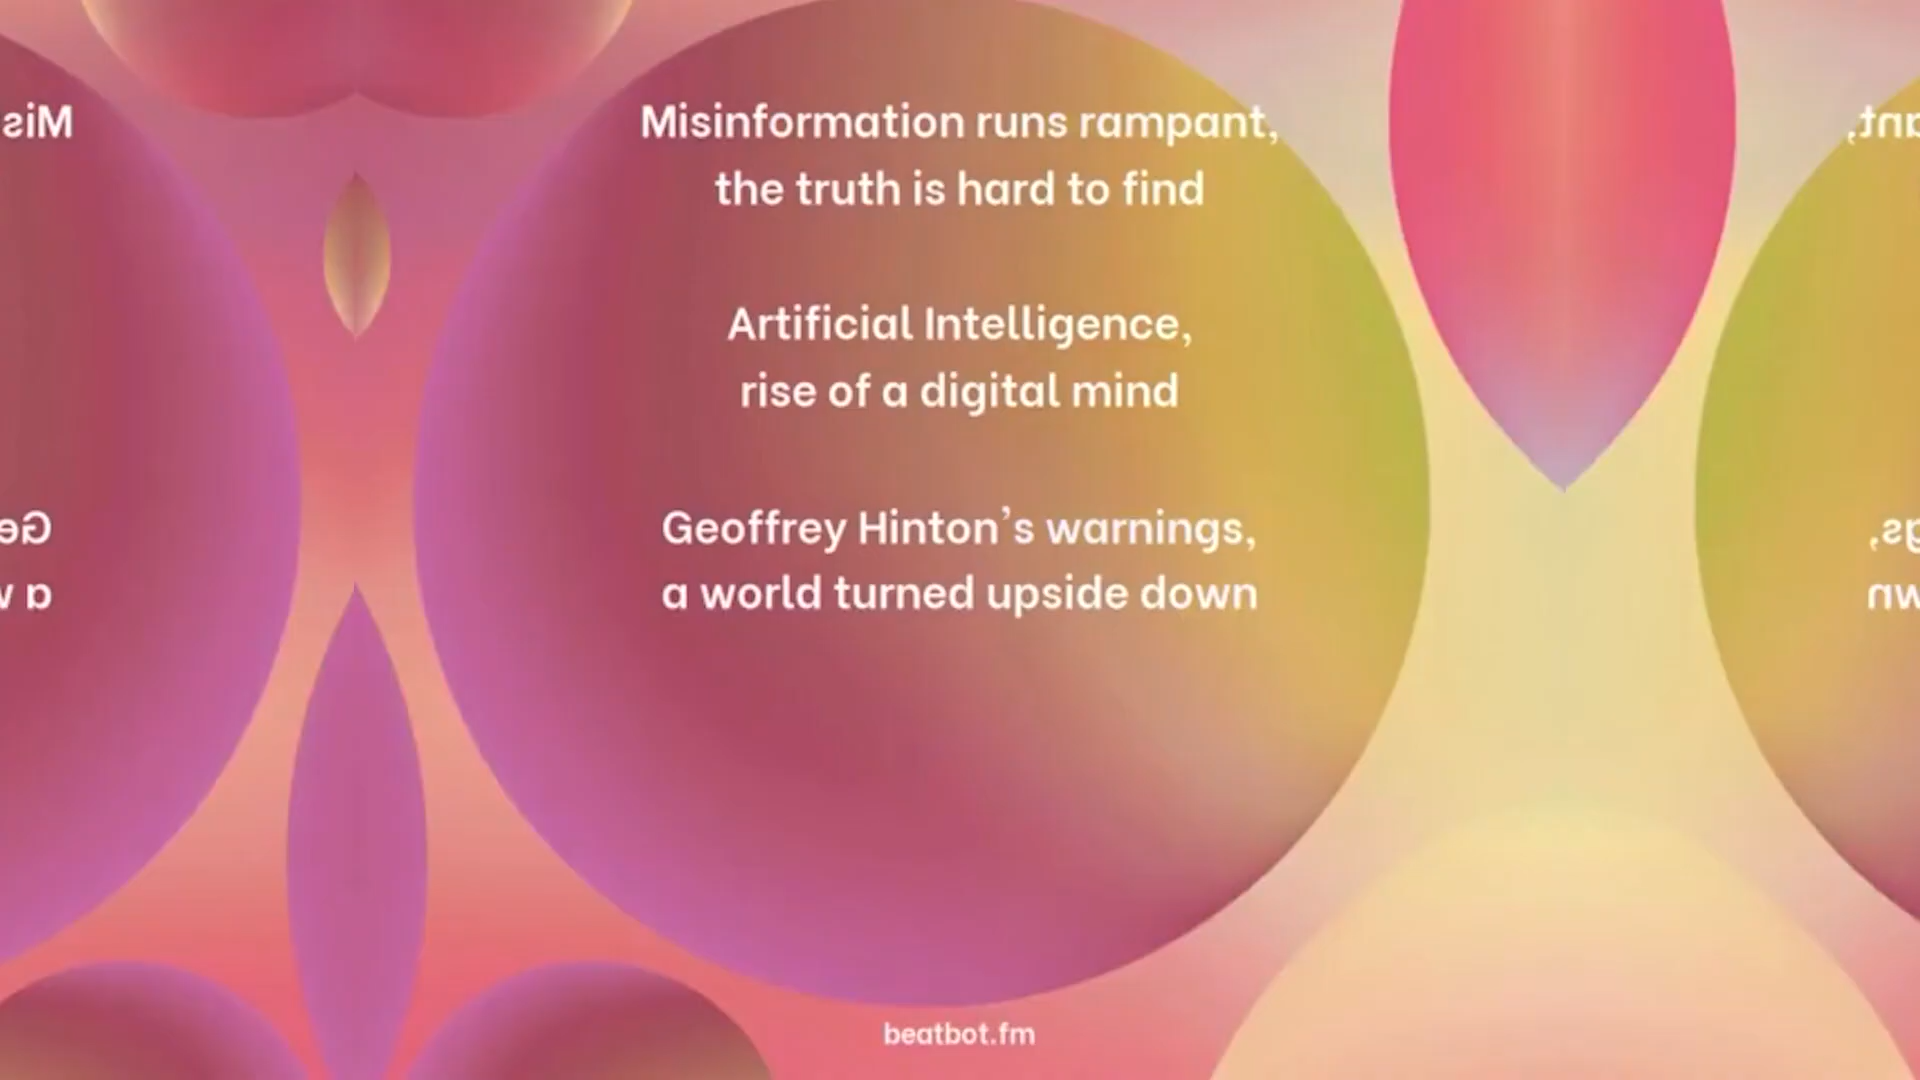 Misinformation runs rampant,
the truth is hard to find
Artificial Intelligence,
rise of a digital mind
Geoffrey Hinton's warnings,
a world turned upside down
beatbot.fm